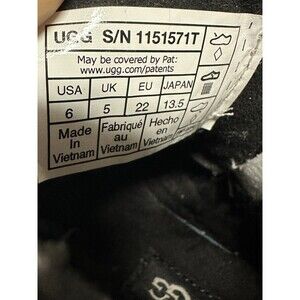 UGG S/N 1151571T
May be covered by Pat:
www.ugg.com/patents
USA UK EU JAPAN
6 5 22 13.5
Made Fabriqué Hecho
in au en
Vietnam Vietnam Vietnam
UGG